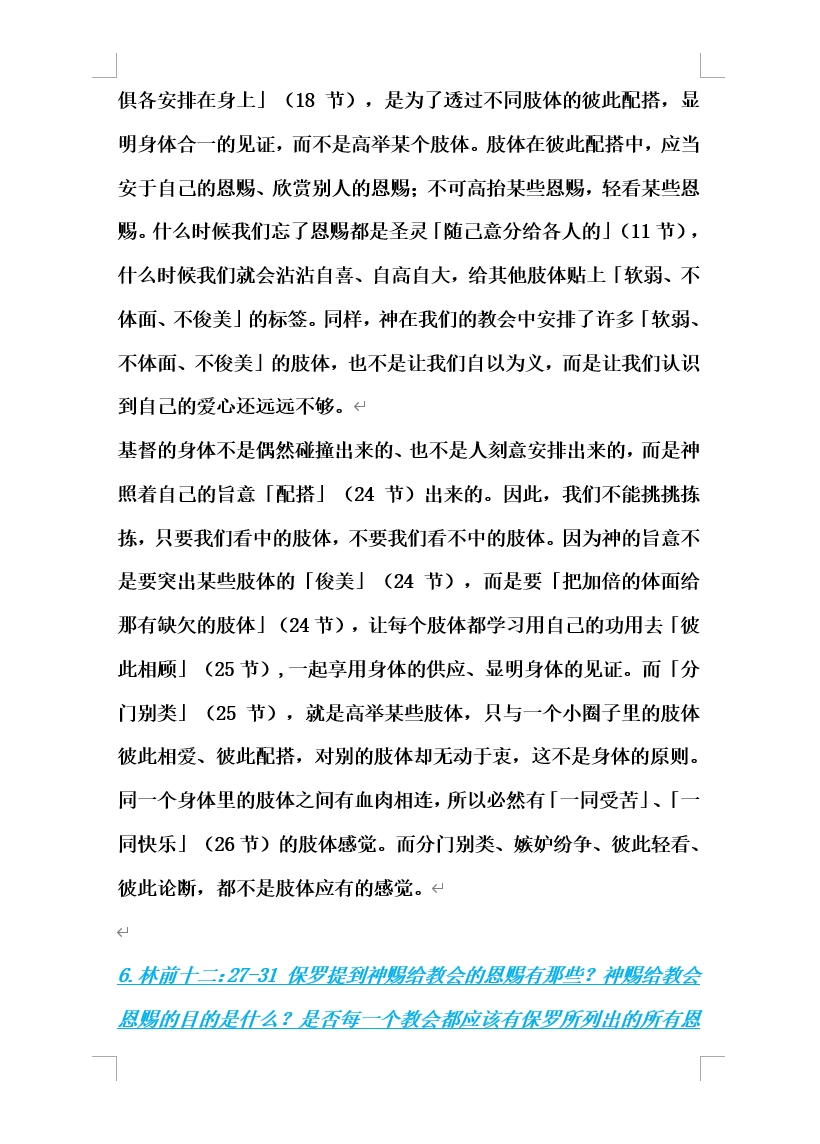 俱各安排在身上」（18 节），是为了透过不同肢体的彼此配搭，显
明身体合一的见证，而不是高举某个肢体。肢体在彼此配搭中，应当
安于自己的恩赐、欣赏别人的恩赐；不可高抬某些恩赐，轻看某些恩
赐。什么时候我们忘了恩赐都是圣灵「随己意分给各人的」（11 节），
什么时候我们就会沾沾自喜、自高自大，给其他肢体贴上「软弱、不
体面、不俊美」的标签。同样，神在我们的教会中安排了许多「软弱、
不体面、不俊美」的肢体，也不是让我们自以为义，而是让我们认识
到自己的爱心还远远不够。
基督的身体不是偶然碰撞出来的、也不是人刻意安排出来的，而是神
照着自己的旨意「配搭」（24 节）出来的。因此，我们不能挑挑拣
拣，只要我们看中的肢体，不要我们看不中的肢体。因为神的旨意不
是要突出某些肢体的「俊美」（24 节），而是要「把加倍的体面给
那有缺欠的肢体」（24 节），让每个肢体都学习用自己的功用去「彼
此相顾」（25 节）,一起享用身体的供应、显明身体的见证。而「分
门别类」（25 节），就是高举某些肢体，只与一个小圈子里的肢体
彼此相爱、彼此配搭，对别的肢体却无动于衷，这不是身体的原则。
同一个身体里的肢体之间有血肉相连，所以必然有「一同受苦」、「一
同快乐」（26 节）的肢体感觉。而分门别类、嫉妒纷争、彼此轻看、
彼此论断，都不是肢体应有的感觉。
6. 林前十二：27-31 保罗提到神赐给教会的恩赐有那些？神赐给教会
恩赐的目的是什么？是否每一个教会都应该有保罗所列出的所有恩